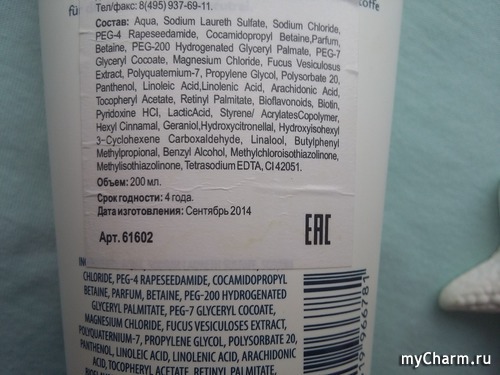 für
Coffe
Тел/факс: 8(495) 937-69-11.
Состав: Aqua, Sodium Laureth Sulfate, Sodium Chloride,
PEG-4 Rapeseedamide, Cocamidopropyl Betaine,Parfum,
Betaine, PEG-200 Hydrogenated Glyceryl Palmate, PEG-7
Glyceryl Cocoate, Magnesium Chloride, Fucus Vesiculosus
Extract, Polyquaternium-7, Propylene Glycol, Polysorbate 20,
Panthenol, Linoleic Acid,Linolenic Acid, Arachidonic Acid,
Tocopheryl Acetate, Retinyl Palmitate, Bioflavonoids, Biotin,
Pyridoxine HCI, LacticAcid, Styrene/ AcrylatesCopolymer,
Hexyl Cinnamal, Geraniol,Hydroxycitronellal, Hydroxyisohexyl
3-Cyclohexene Carboxaldehyde, Linalool, Butylphenyl
Methylpropional, Benzyl Alcohol, Methylchloroisothiazolinone,
Methylisothiazolinone, Tetrasodium EDTA, CI 42051.
Объем: 200 мл.
Срок годности: 4 года.
Дата изготовления: Сентябрь 2014
Арт. 61602
EAC
CHLORIDE, PEG-4 RAPESEEDAMIDE, COCAMIDOPROPYL
BETAINE, PARFUM, BETAINE, PEG-200 HYDROGENATED
GLYCERYL PALMITATE, PEG-7 GLYCERYL COCOATE,
MAGNESIUM CHLORIDE, FUCUS VESICULOSES EXTRACT,
POLYQUATERNIUM-7, PROPYLENE GLYCOL, POLYSORBATE 20,
PANTHENOL, LINOLEIC ACID, LINOLENIC ACID, ARACHIDONIC
ACID, TOCOPHERYL ACETATE, RETINYL PALMITATE,
myCharm.ru